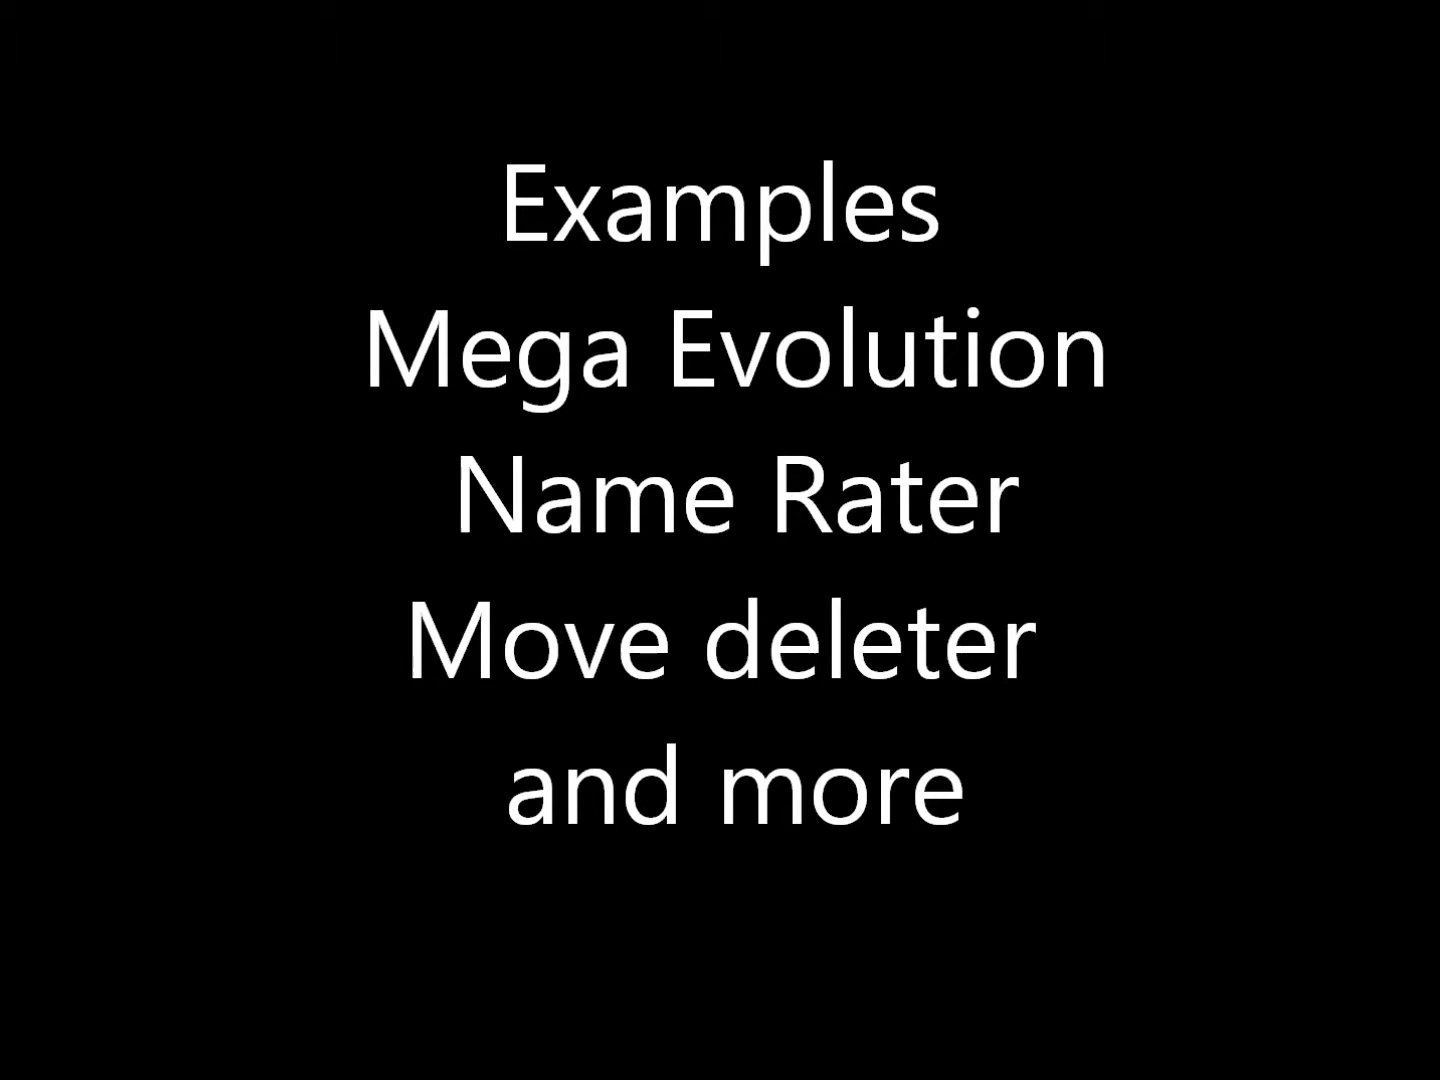 Examples
Mega Evolution
Name Rater
Move deleter
and more